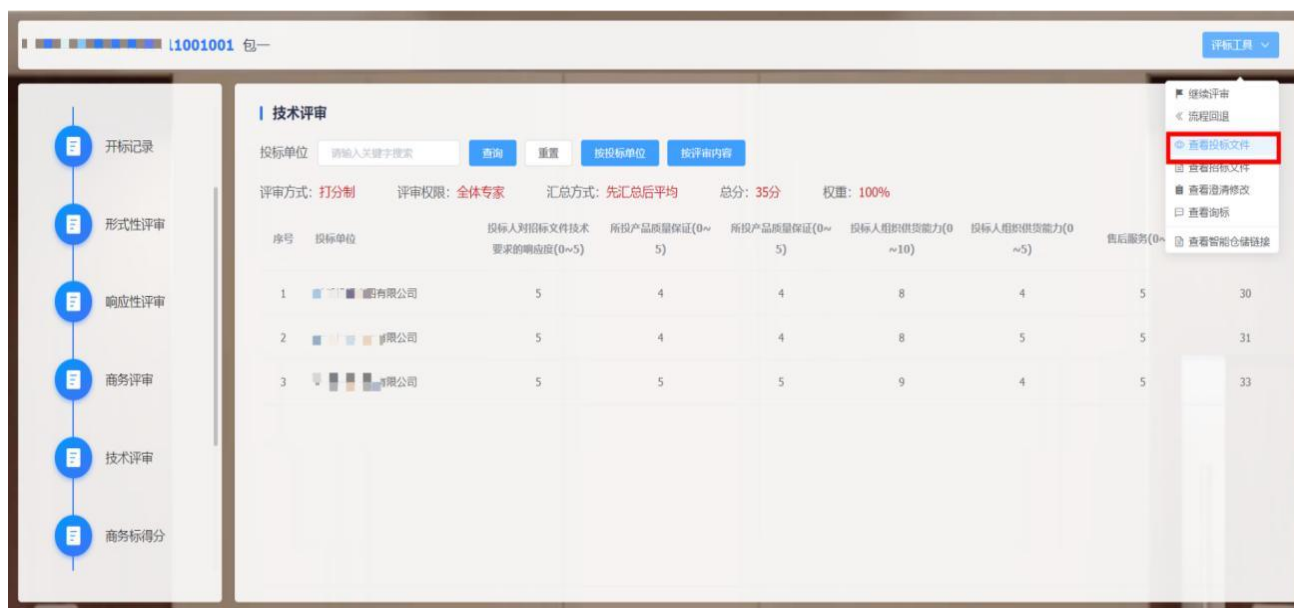 11001001 包一
评标工具
继续评审
流程回退
查看投标文件
查看招标文件
查看澄清修改
查看询标
查看智能仓储链接
开标记录
形式性评审
响应性评审
商务评审
技术评审
商务标得分
技术评审
投标单位 请输入关键字搜索 查询 重置 按投标单位 按评审内容
评审方式: 打分制 评审权限: 全体专家 汇总方式: 先汇总后平均 总分: 35分 权重: 100%
序号 投标单位 投标人对招标文件技术要求的响应度(0~5) 所投产品质量保证(0~5) 所投产品质量保证(0~5) 投标人组织供货能力(0~10) 投标人组织供货能力(0~5) 售后服务(0~
1 有限公司 5 4 4 8 4 5 30
2 有限公司 5 4 4 8 5 5 31
3 有限公司 5 5 5 9 4 5 33